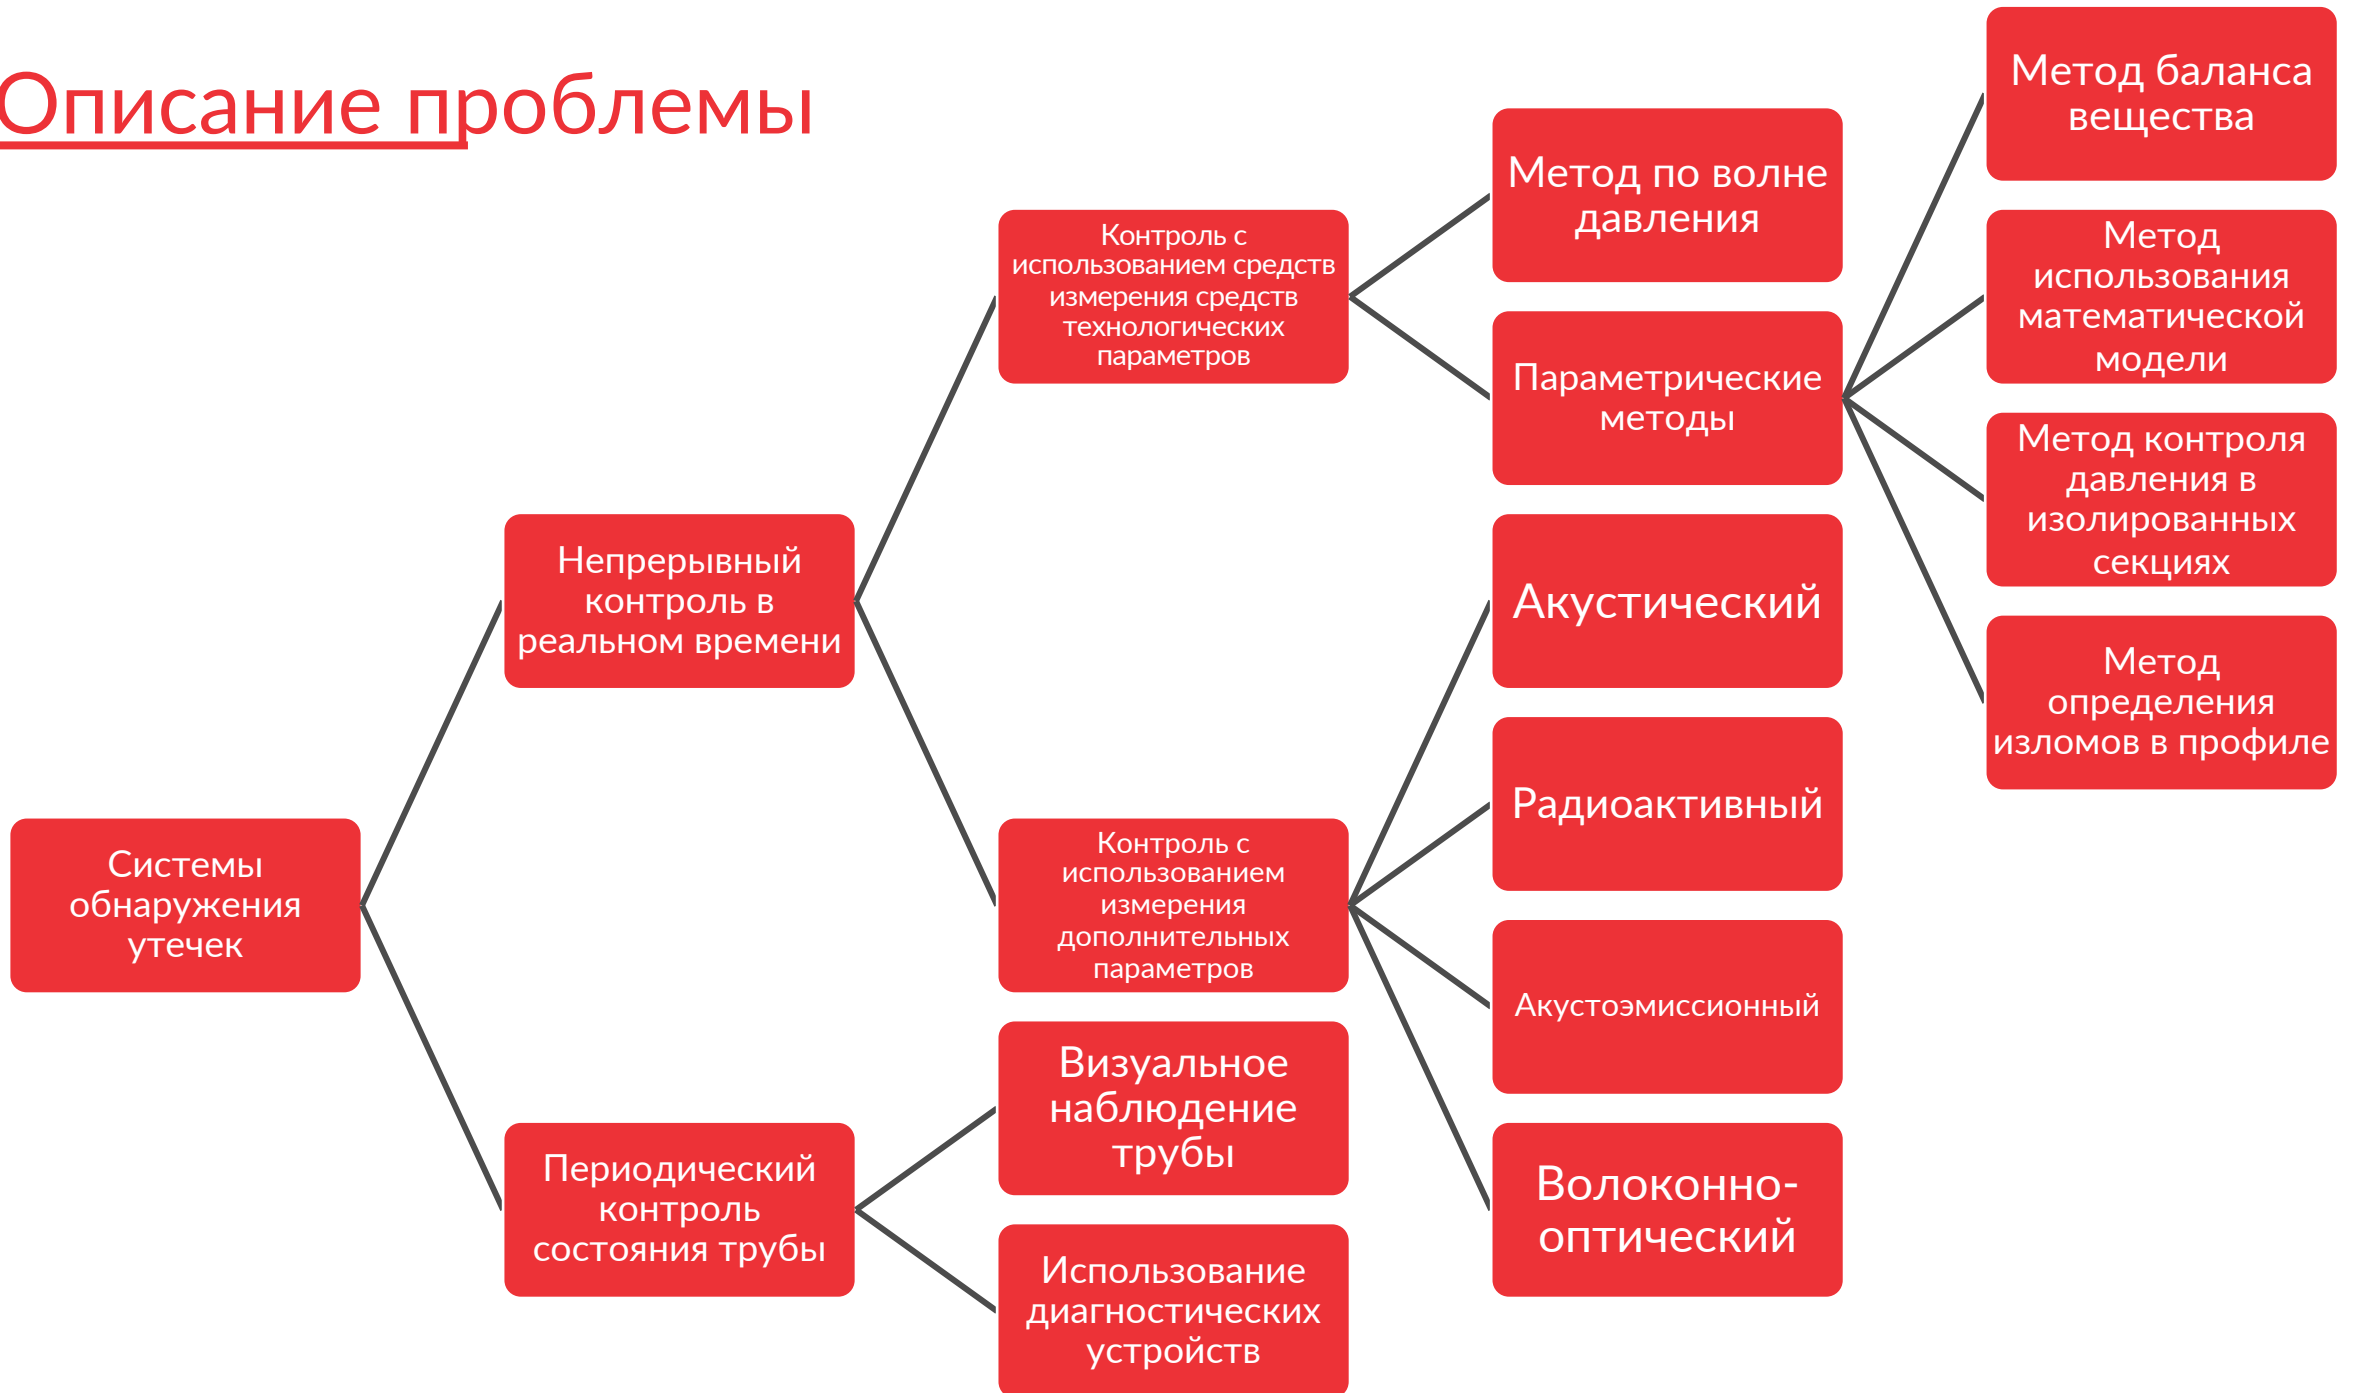 Описание проблемы
Системы
обнаружения
утечек
Непрерывный
контроль в
реальном времени
Периодический
контроль
состояния трубы
Контроль с
использованием средств
измерения средств
технологических
параметров
Контроль с
использованием
измерения
дополнительных
параметров
Визуальное
наблюдение
трубы
Использование
диагностических
устройств
Метод по волне
давления
Параметрические
методы
Акустический
Радиоактивный
Акустоэмиссионный
Волоконно-
оптический
Метод баланса
вещества
Метод
использования
математической
модели
Метод контроля
давления в
изолированных
секциях
Метод
определения
изломов в профиле